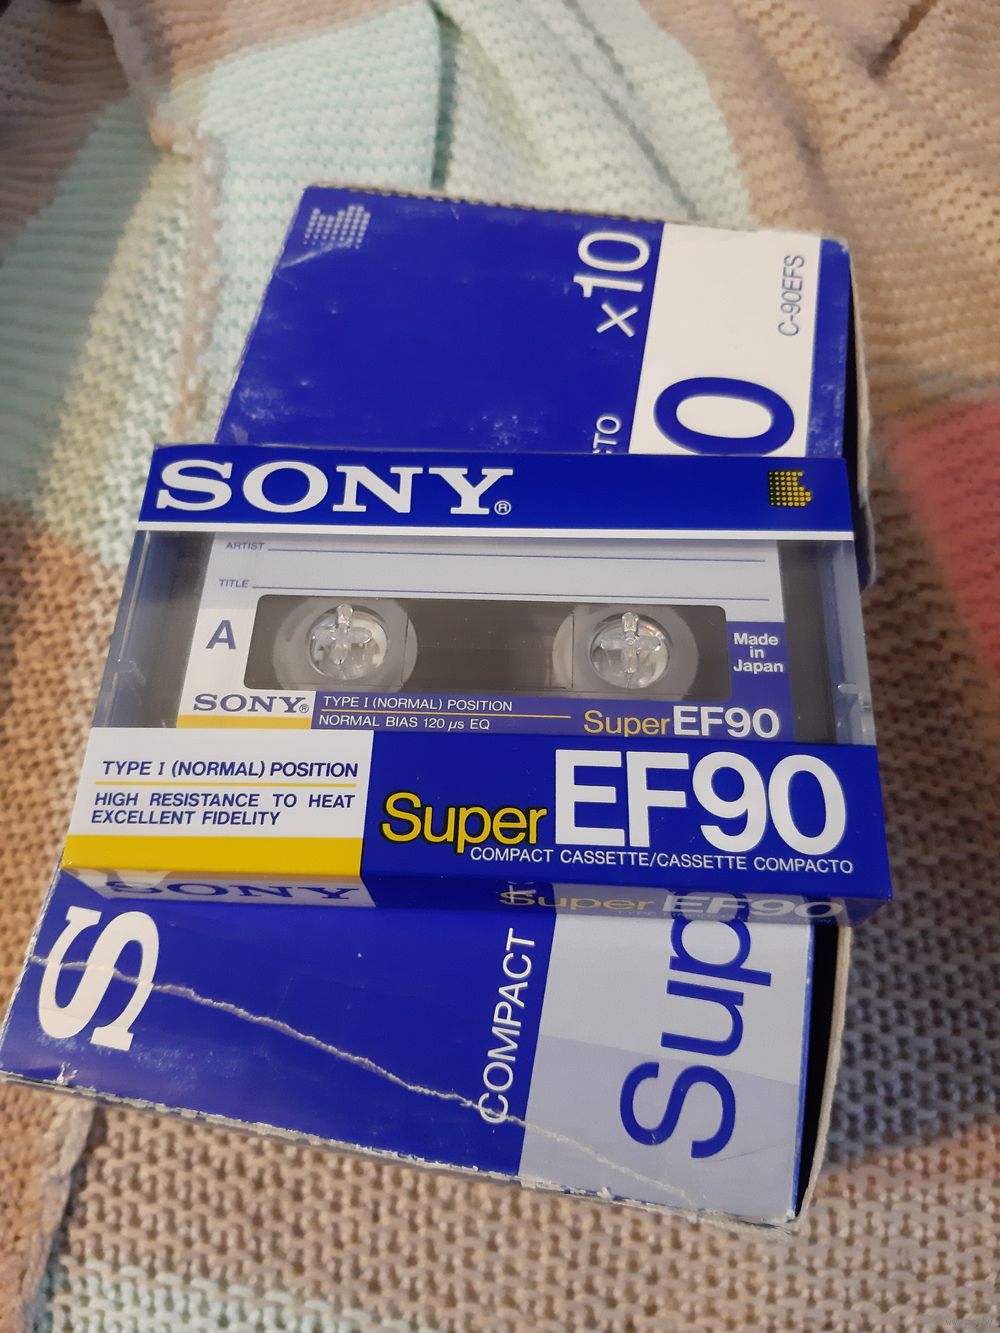 x10
C-90EFS
CTO
0
SONY®
ARTIST
TITLE
A
Made
in
Japan
SONY®
TYPE I (NORMAL) POSITION
NORMAL BIAS 120 µs EQ
Super EF90
TYPE I (NORMAL) POSITION
HIGH RESISTANCE TO HEAT
EXCELLENT FIDELITY
Super EF90
COMPACT CASSETTE/CASSETTE COMPACTO
SONY
Super EF90
S
COMPACT
Sup